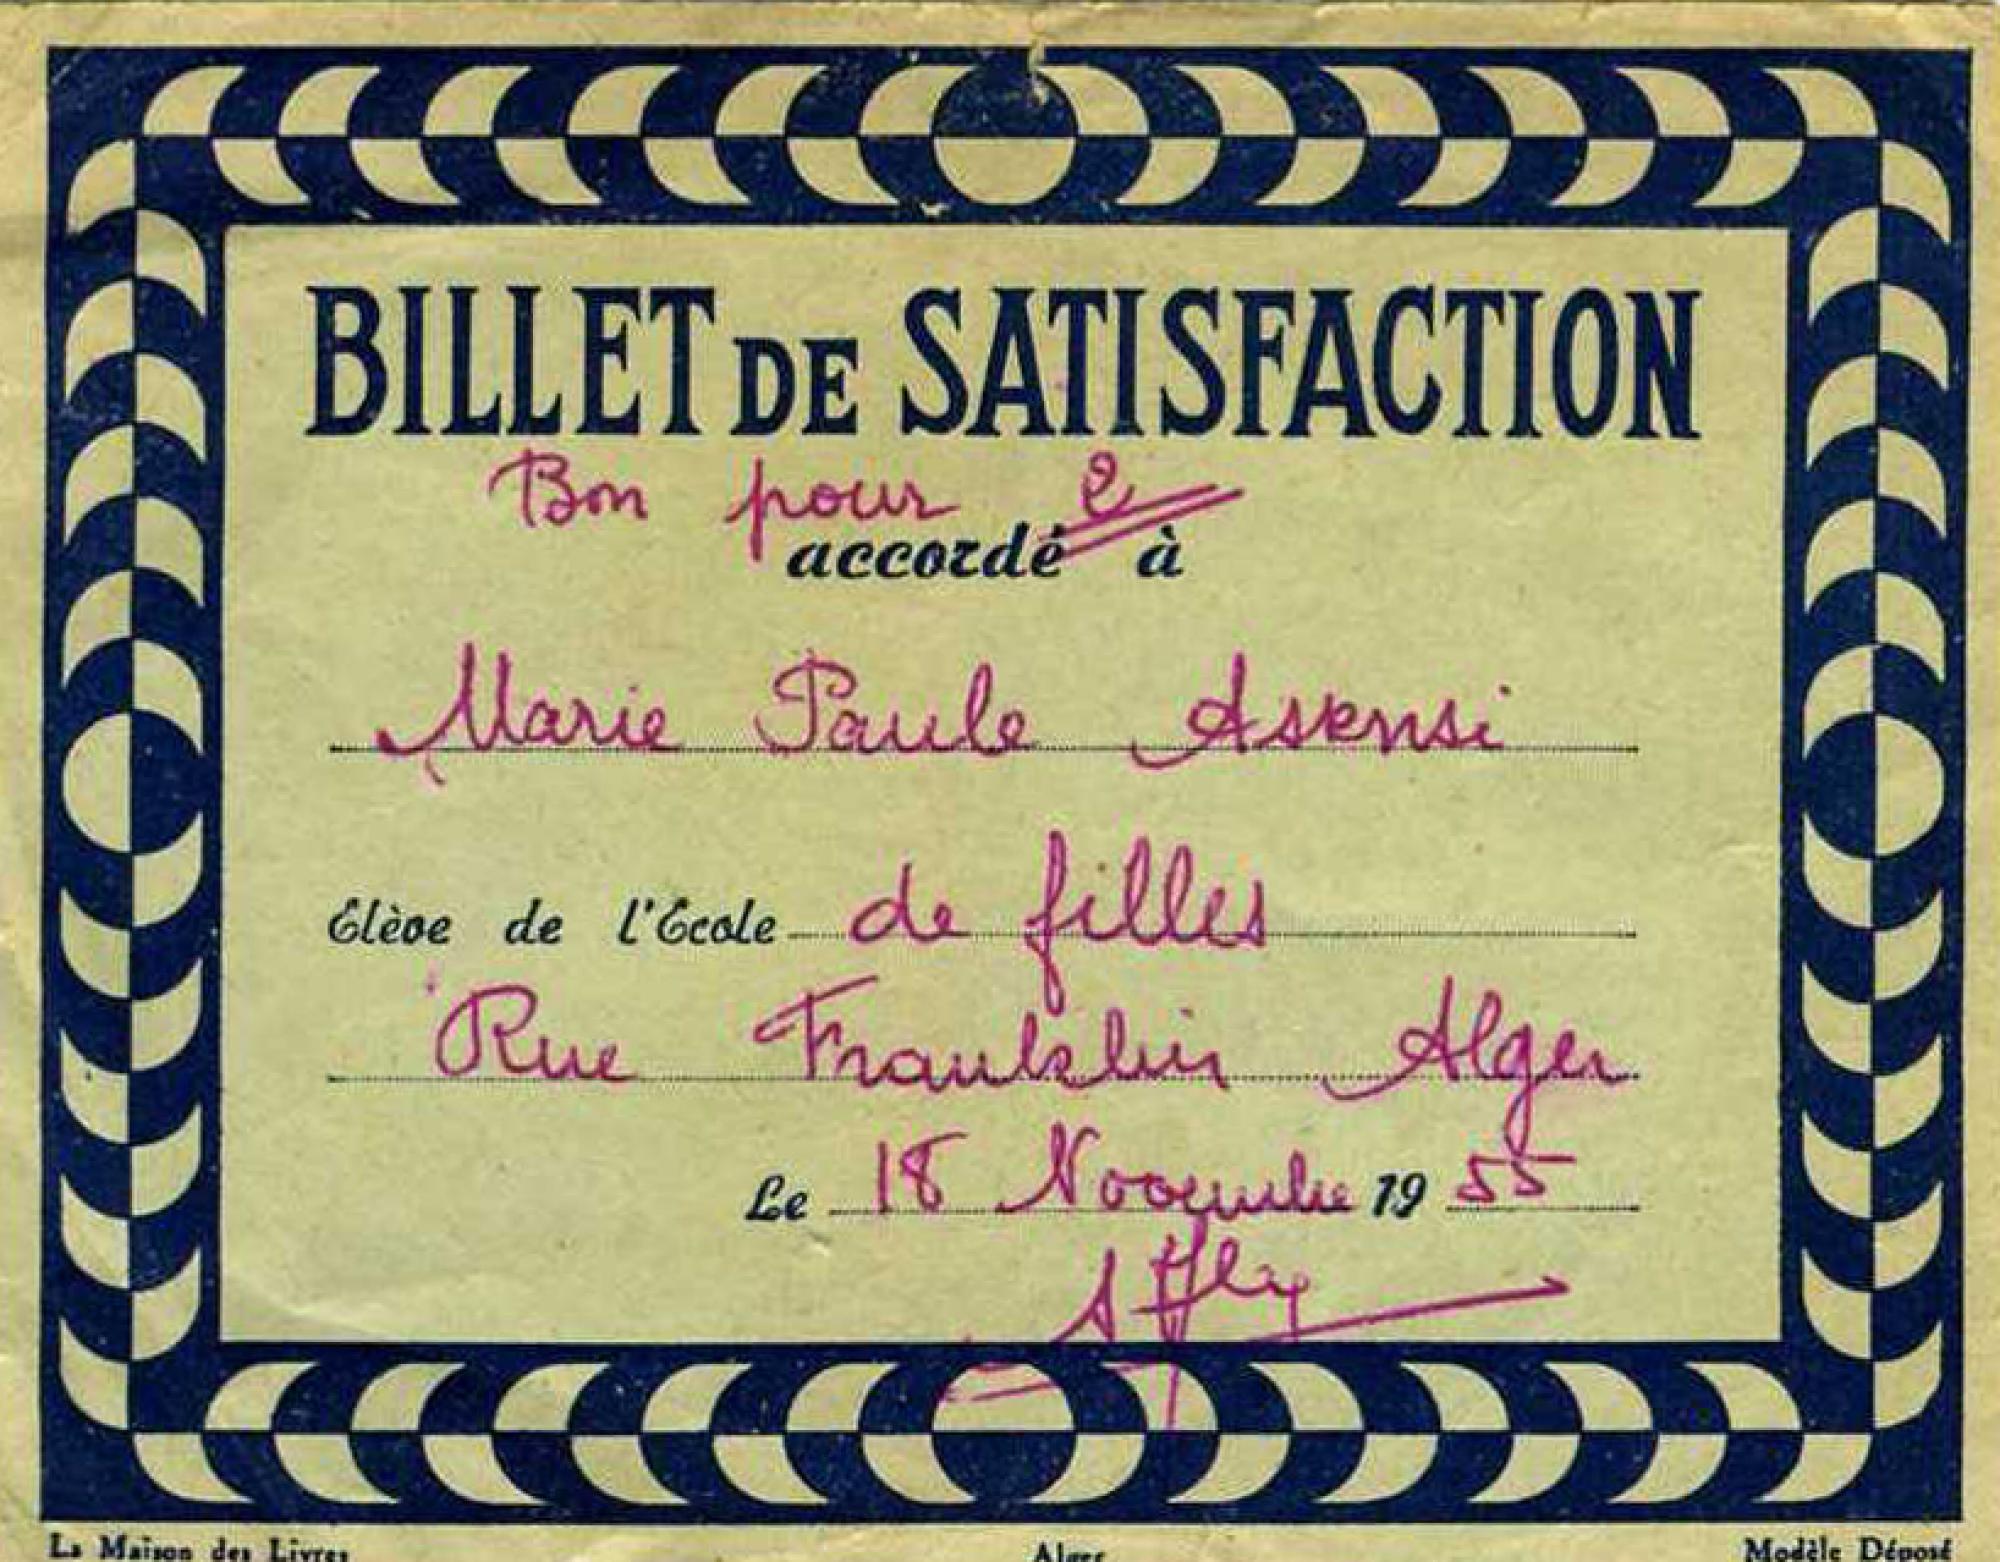 BILLET DE SATISFACTION
Bon pour 2
accordé à
Marie Paule Asensi
Elève de l'Ecole de filles
Rue Franklin Alger
Le 18 Novembre 1955
La Maison des Livres Alger Modèle Déposé